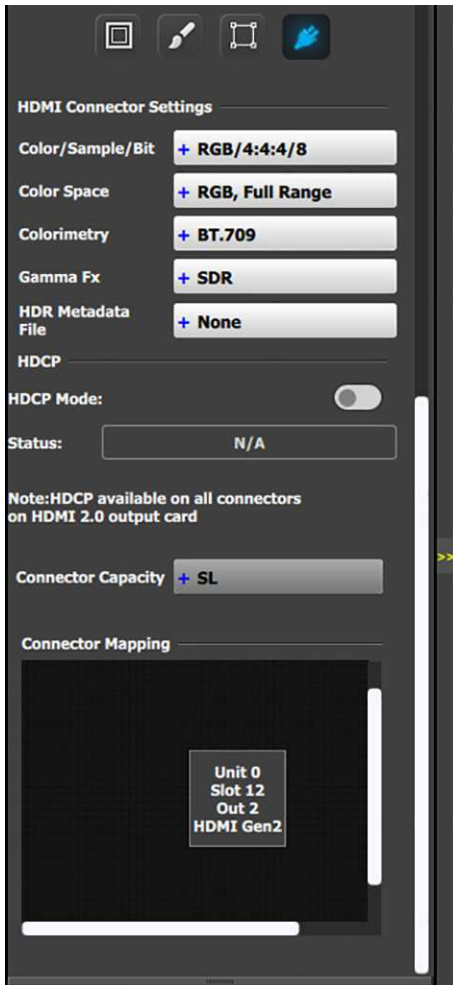 HDMI Connector Settings
Color/Sample/Bit + RGB/4:4:4/8
Color Space + RGB, Full Range
Colorimetry + BT.709
Gamma Fx + SDR
HDR Metadata
File + None
HDCP
HDCP Mode:
Status: N/A
Note:HDCP available on all connectors
on HDMI 2.0 output card
>>
Connector Capacity + SL
Connector Mapping
Unit 0
Slot 12
Out 2
HDMI Gen2